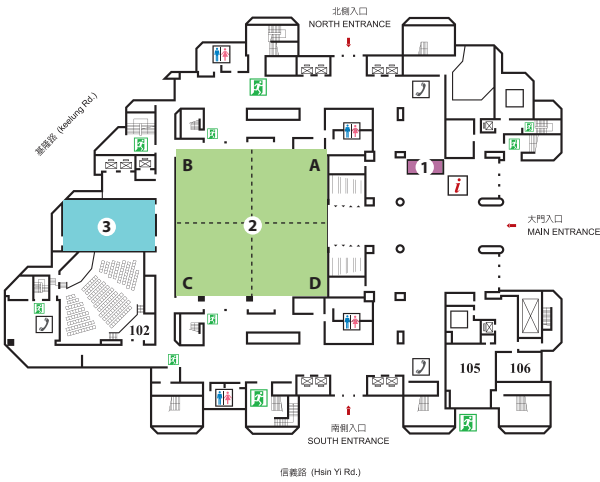 北側入口
NORTH ENTRANCE
基隆路 (keelung Rd.)
B
A
1
i
3
2
大門入口
MAIN ENTRANCE
C
D
102
105
106
南側入口
SOUTH ENTRANCE
信義路 (Hsin Yi Rd.)